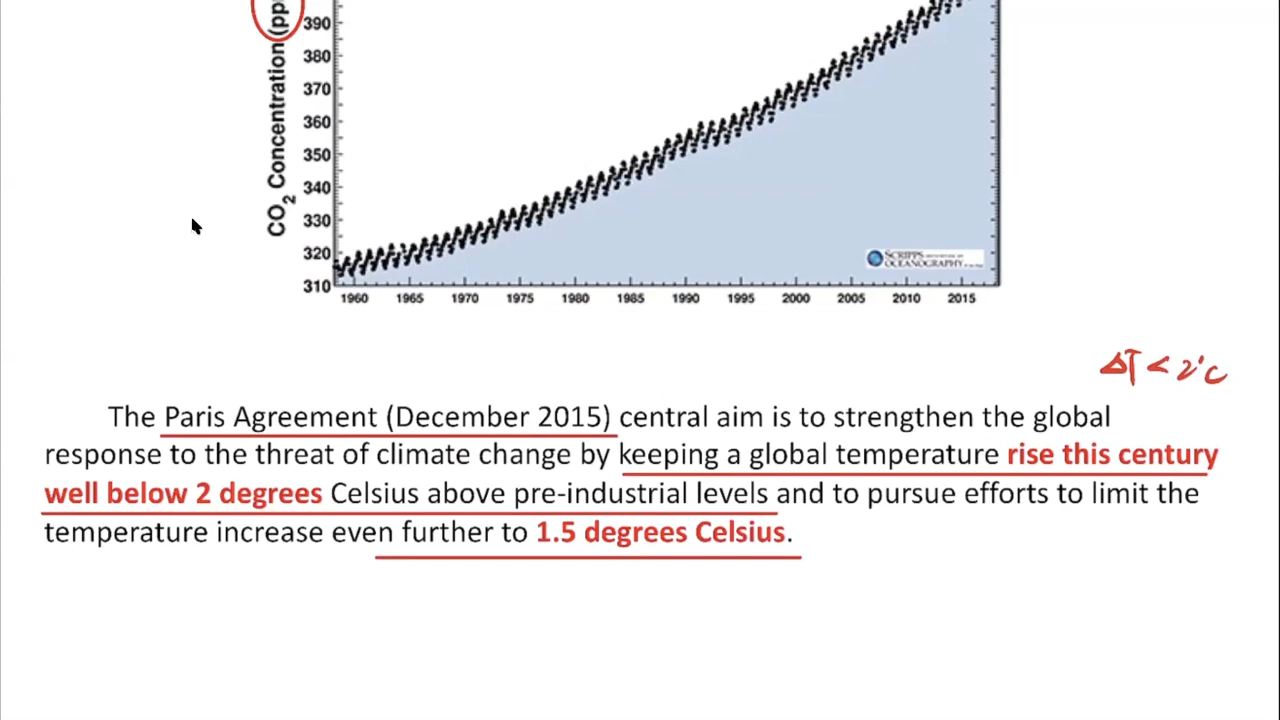 CO2 Concentration (pp
390
380
370
360
350
340
330
320
310
SCRIPPS
OCEANOGRAPHY
1960 1965 1970 1975 1980 1985 1990 1995 2000 2005 2010 2015
ΔT < 2°C
The Paris Agreement (December 2015) central aim is to strengthen the global
response to the threat of climate change by keeping a global temperature rise this century
well below 2 degrees Celsius above pre-industrial levels and to pursue efforts to limit the
temperature increase even further to 1.5 degrees Celsius.